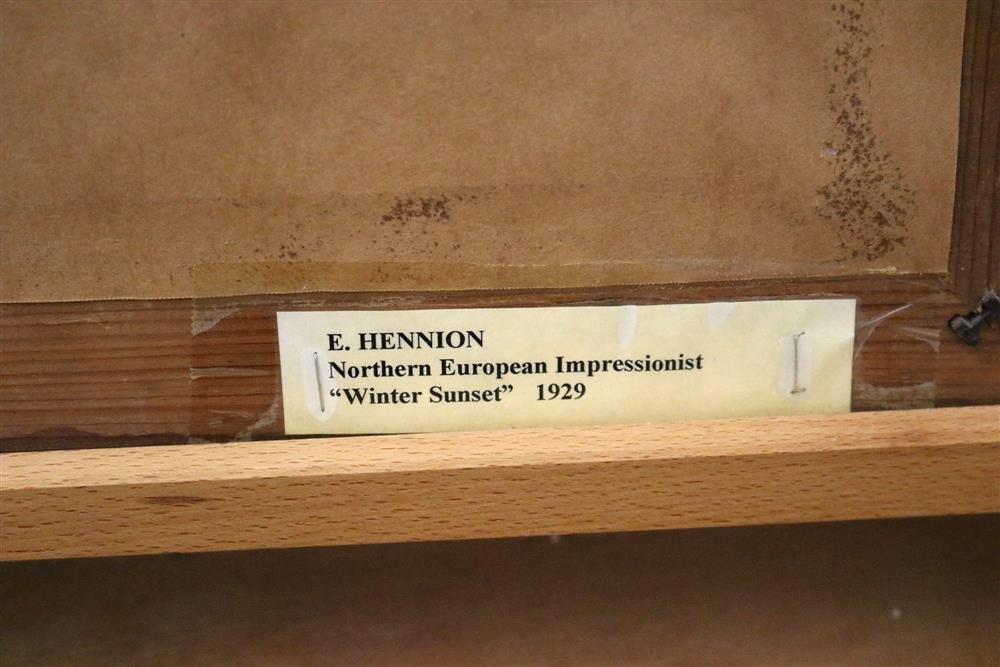 E. HENNION
Northern European Impressionist
“Winter Sunset” 1929